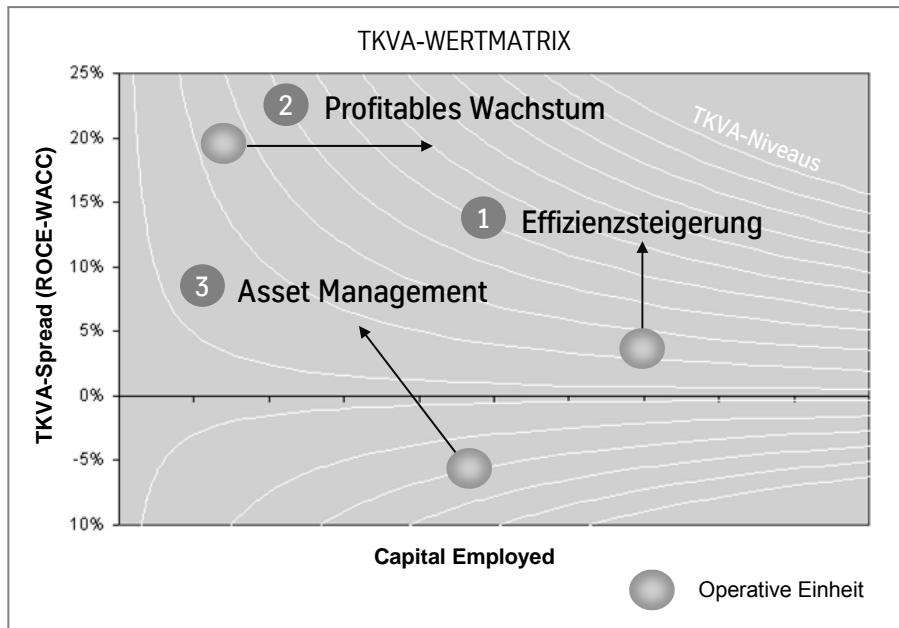 TKVA-WERTMATRIX
25%
20%
15%
10%
5%
0%
-5%
10%
TKVA-Spread (ROCE-WACC)
2 Profitables Wachstum
TKVA-Niveaus
1 Effizienzsteigerung
3 Asset Management
Capital Employed
Operative Einheit